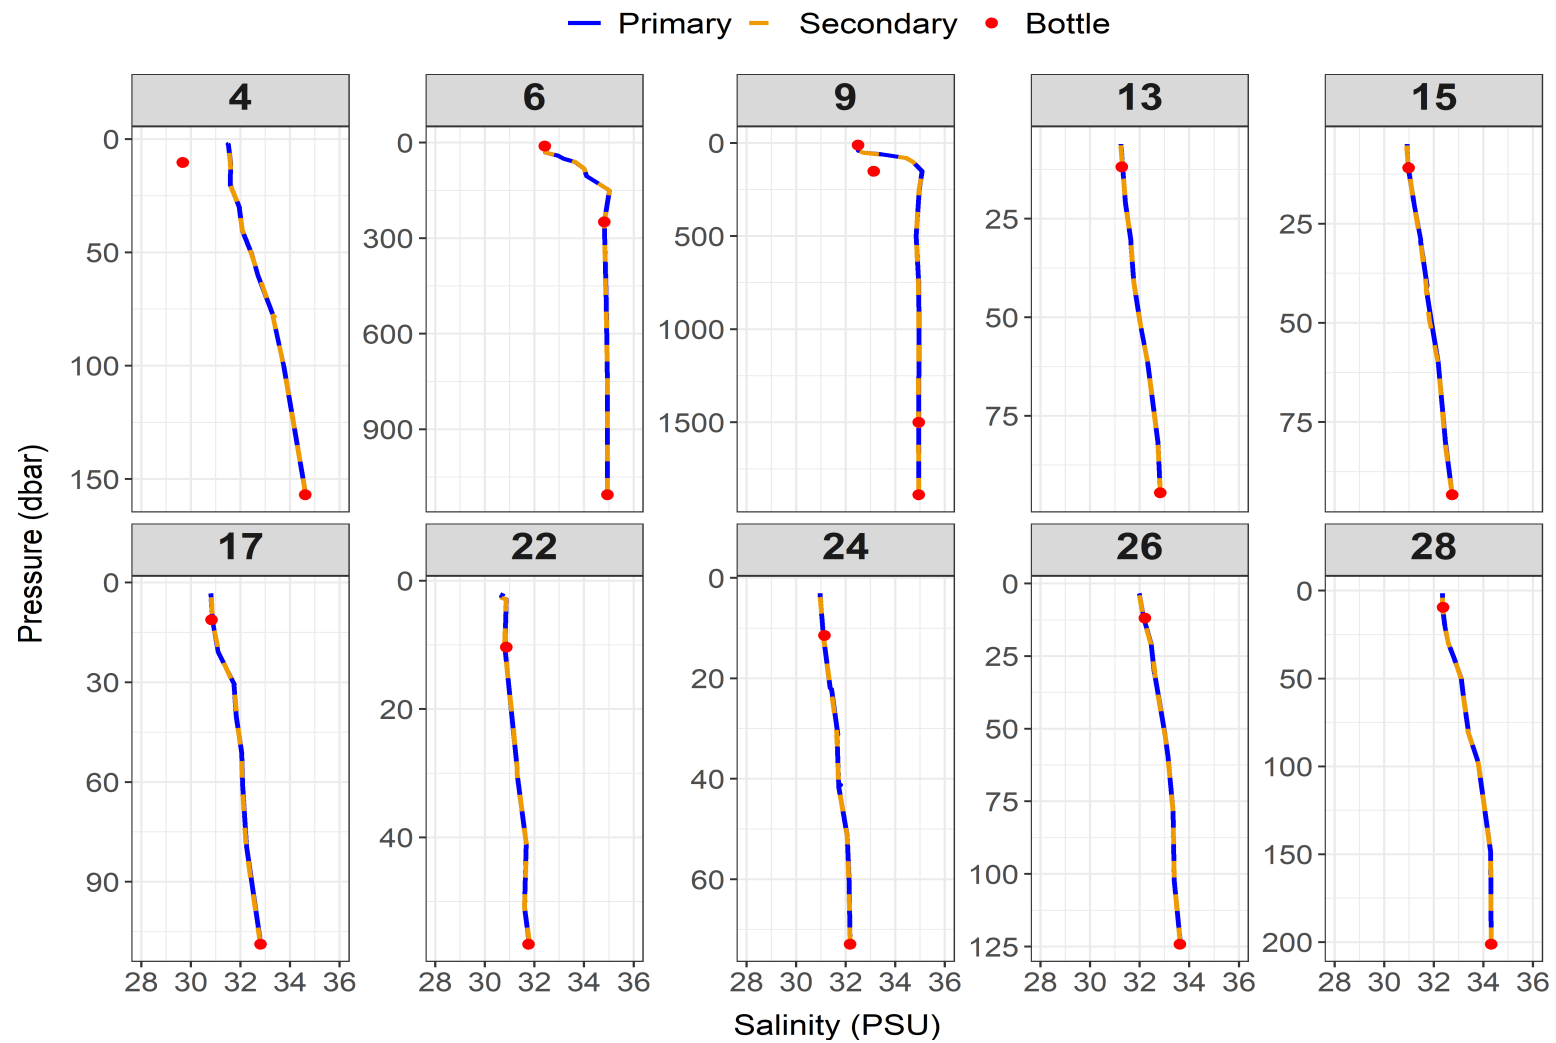 Primary Secondary Bottle
4 6 9 13 15
0 50 100 150
0 300 600 900
0 500 1000 1500
25 50 75
25 50 75
Pressure (dbar)
17 22 24 26 28
0 30 60 90
0 20 40
0 20 40 60
0 25 50 75 100 125
0 50 100 150 200
28 30 32 34 36 28 30 32 34 36 28 30 32 34 36 28 30 32 34 36 28 30 32 34 36
Salinity (PSU)